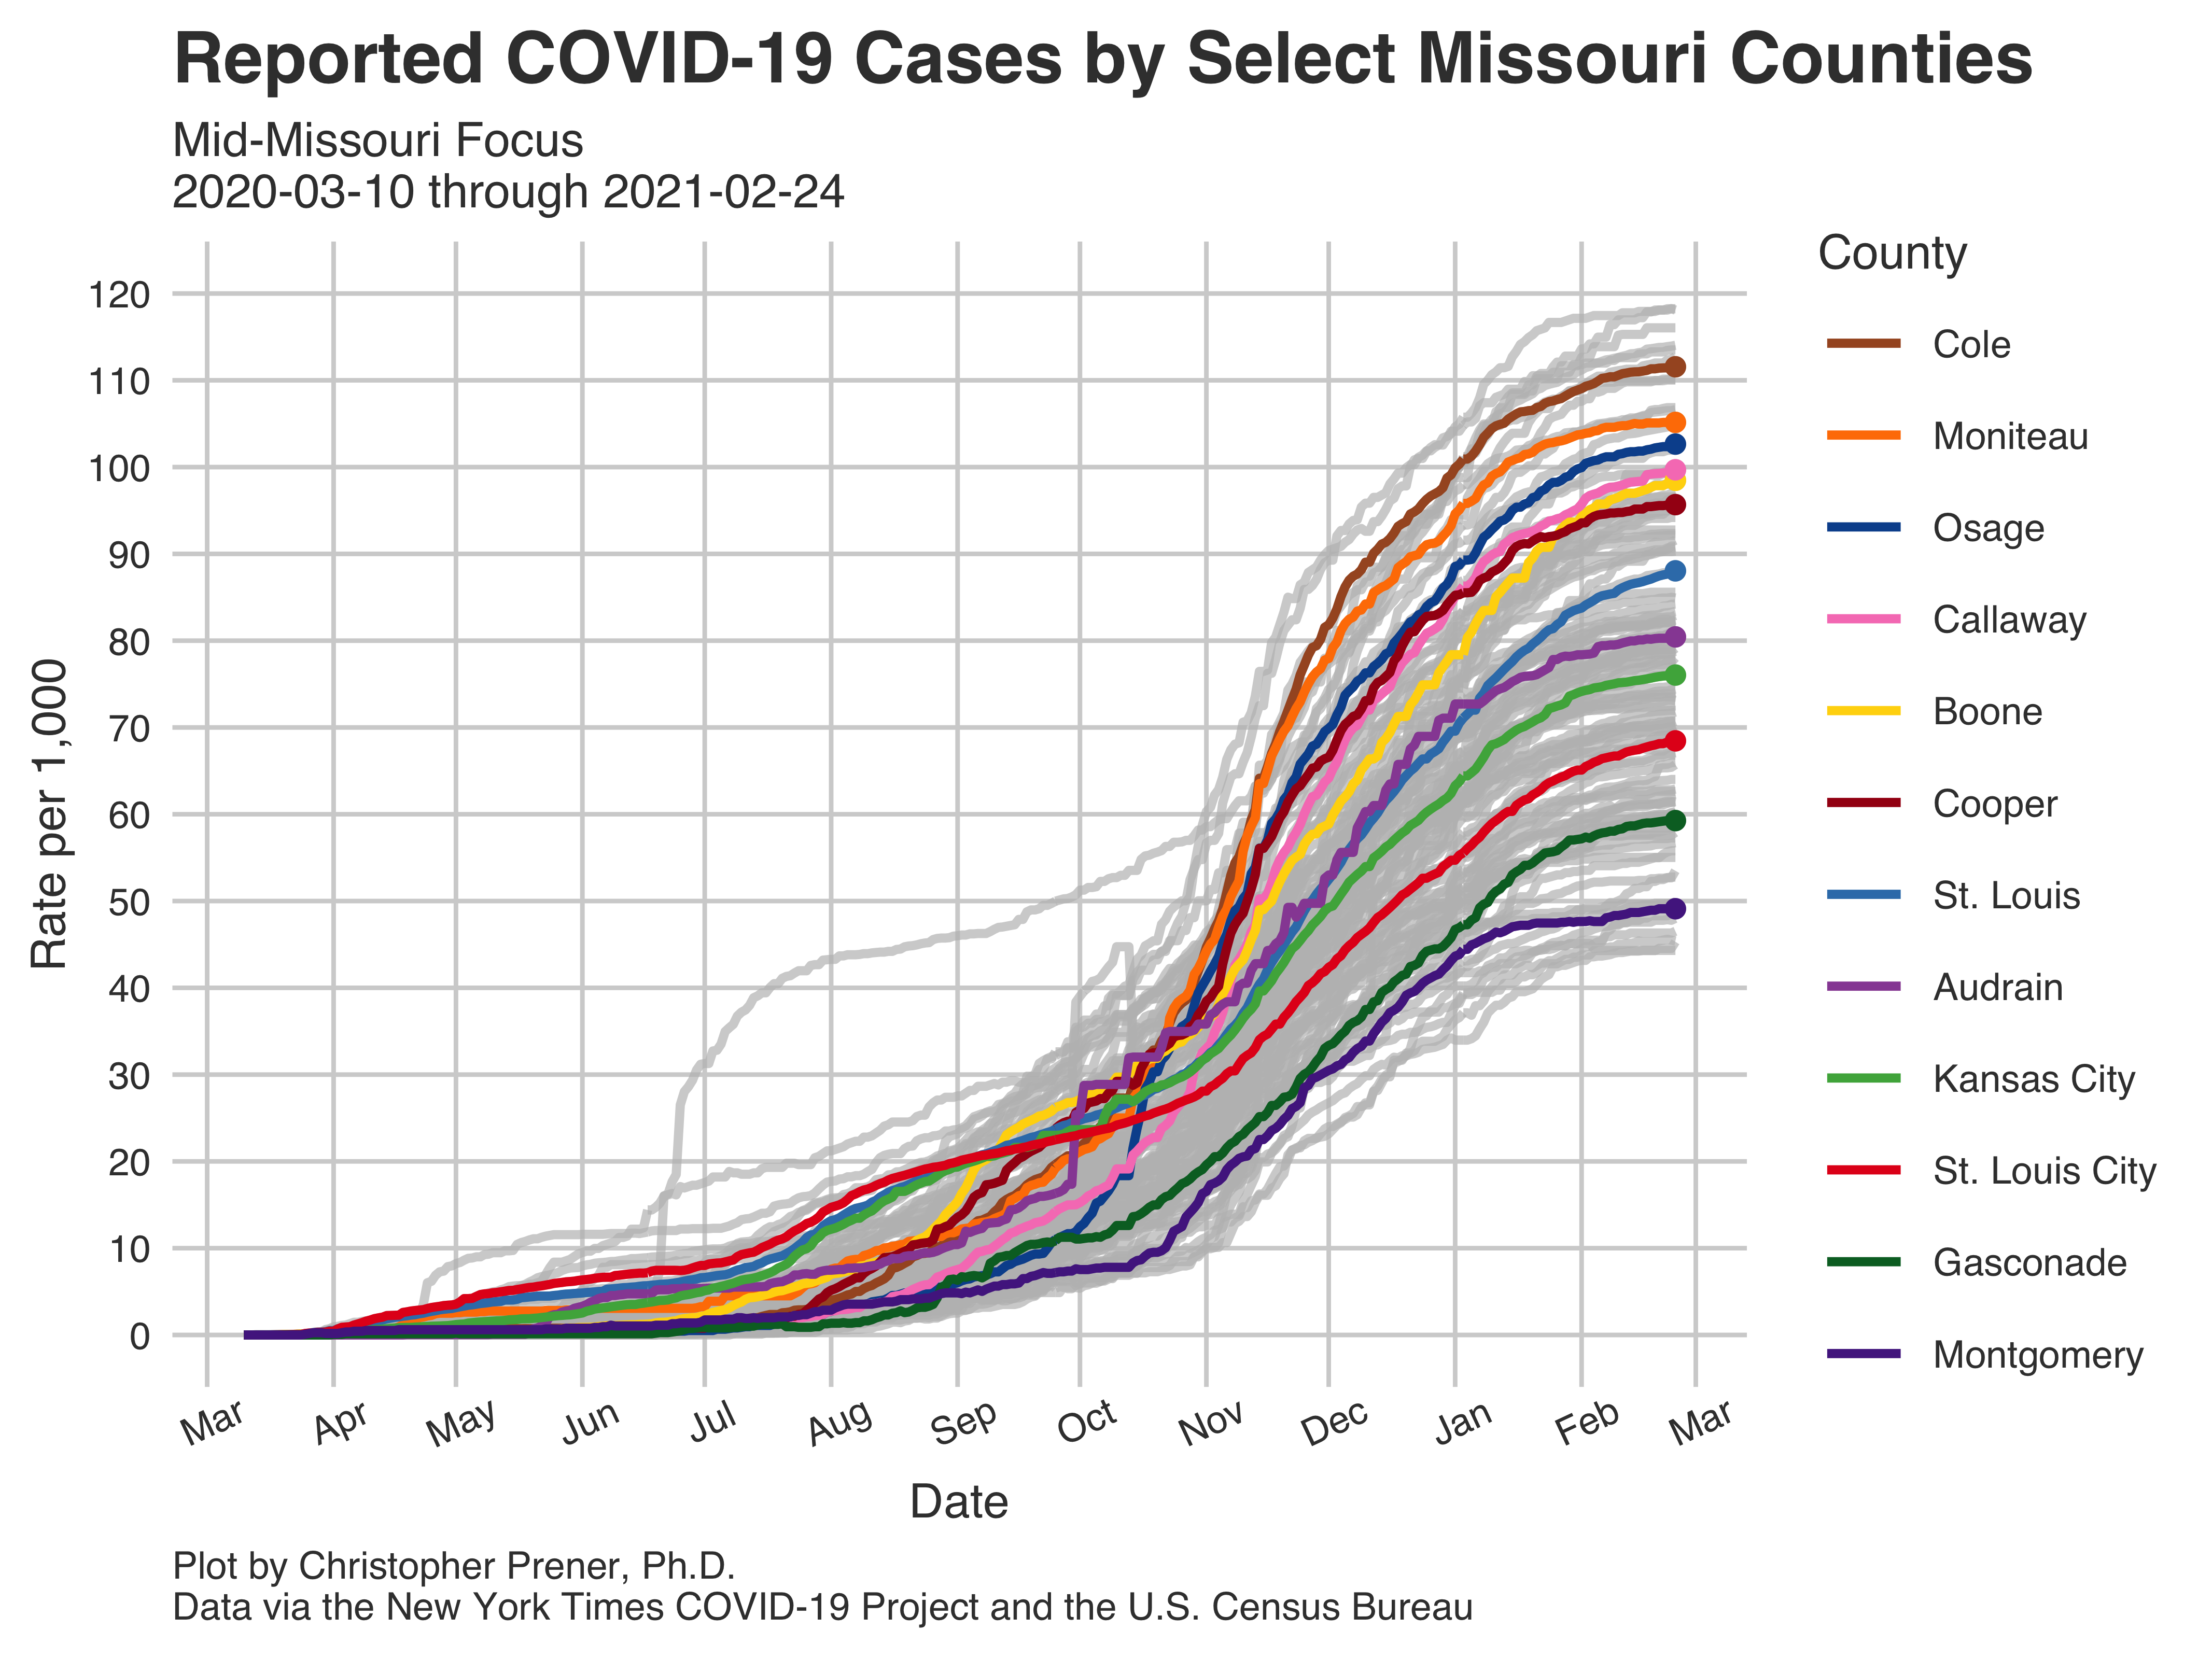 Reported COVID-19 Cases by Select Missouri Counties
Mid-Missouri Focus
2020-03-10 through 2021-02-24
County
Cole
Moniteau
Osage
Callaway
Boone
Cooper
St. Louis
Audrain
Kansas City
St. Louis City
Gasconade
Montgomery
Rate per 1,000
120
110
100
90
80
70
60
50
40
30
20
10
0
Mar Apr May Jun Jul Aug Sep Oct Nov Dec Jan Feb Mar
Date
Plot by Christopher Prener, Ph.D.
Data via the New York Times COVID-19 Project and the U.S. Census Bureau